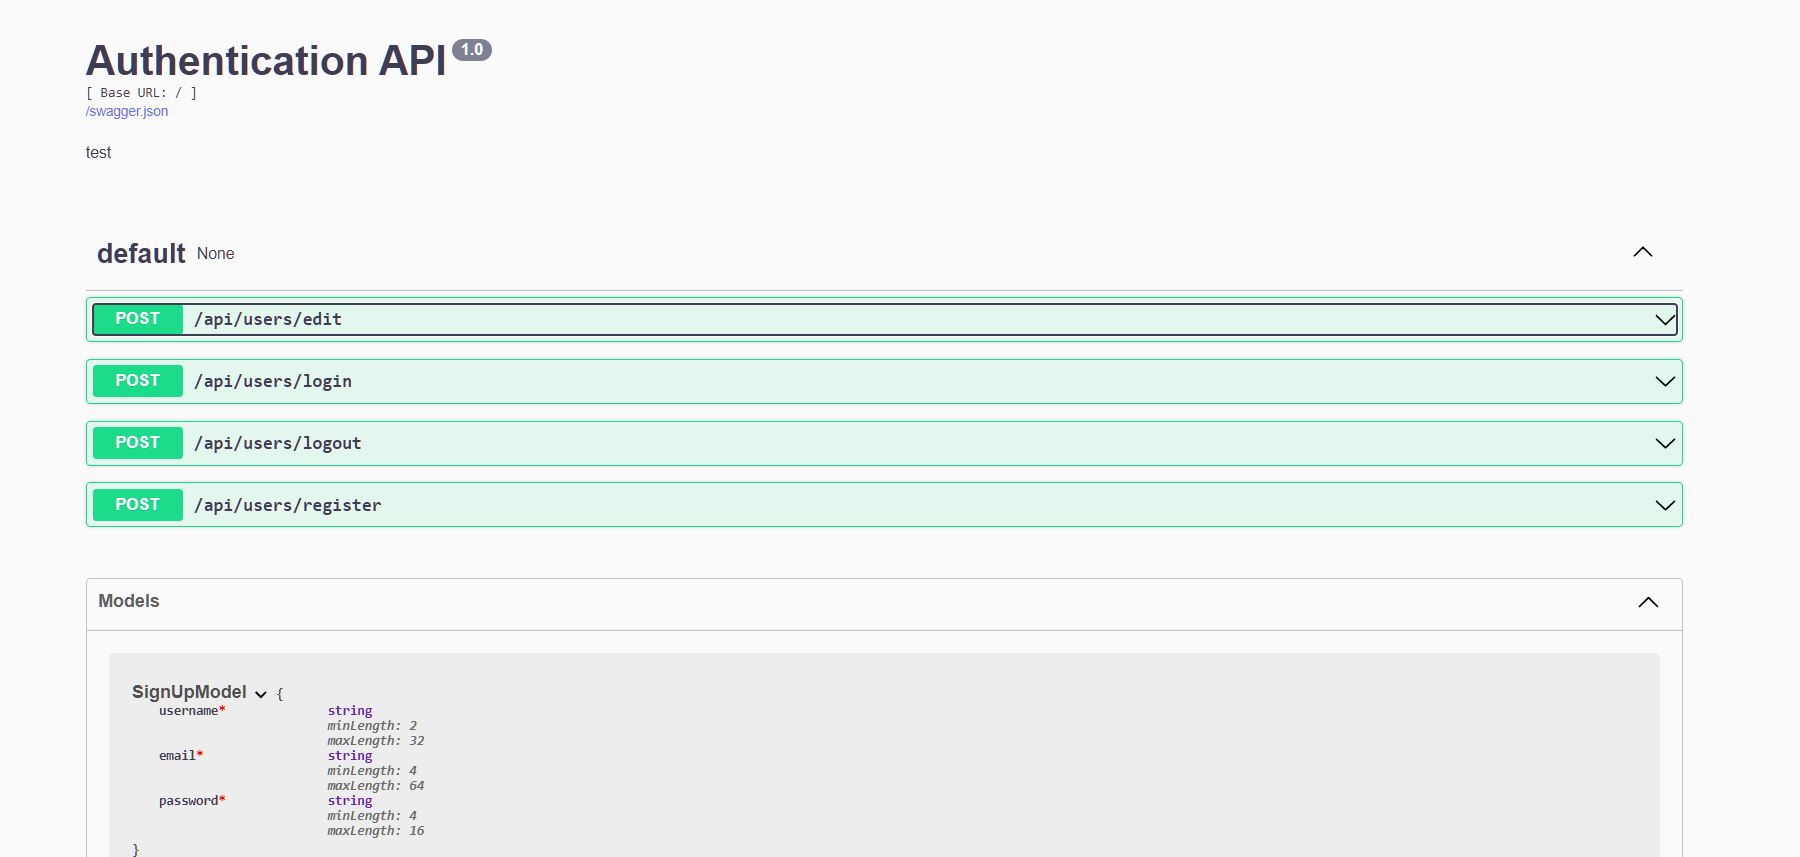 Authentication API 1.0
[ Base URL: / ]
/swagger.json
test
default None
POST /api/users/edit
POST /api/users/login
POST /api/users/logout
POST /api/users/register
Models
SignUpModel {
username* string
minLength: 2
maxLength: 32
email* string
minLength: 4
maxLength: 64
password* string
minLength: 4
maxLength: 16
}